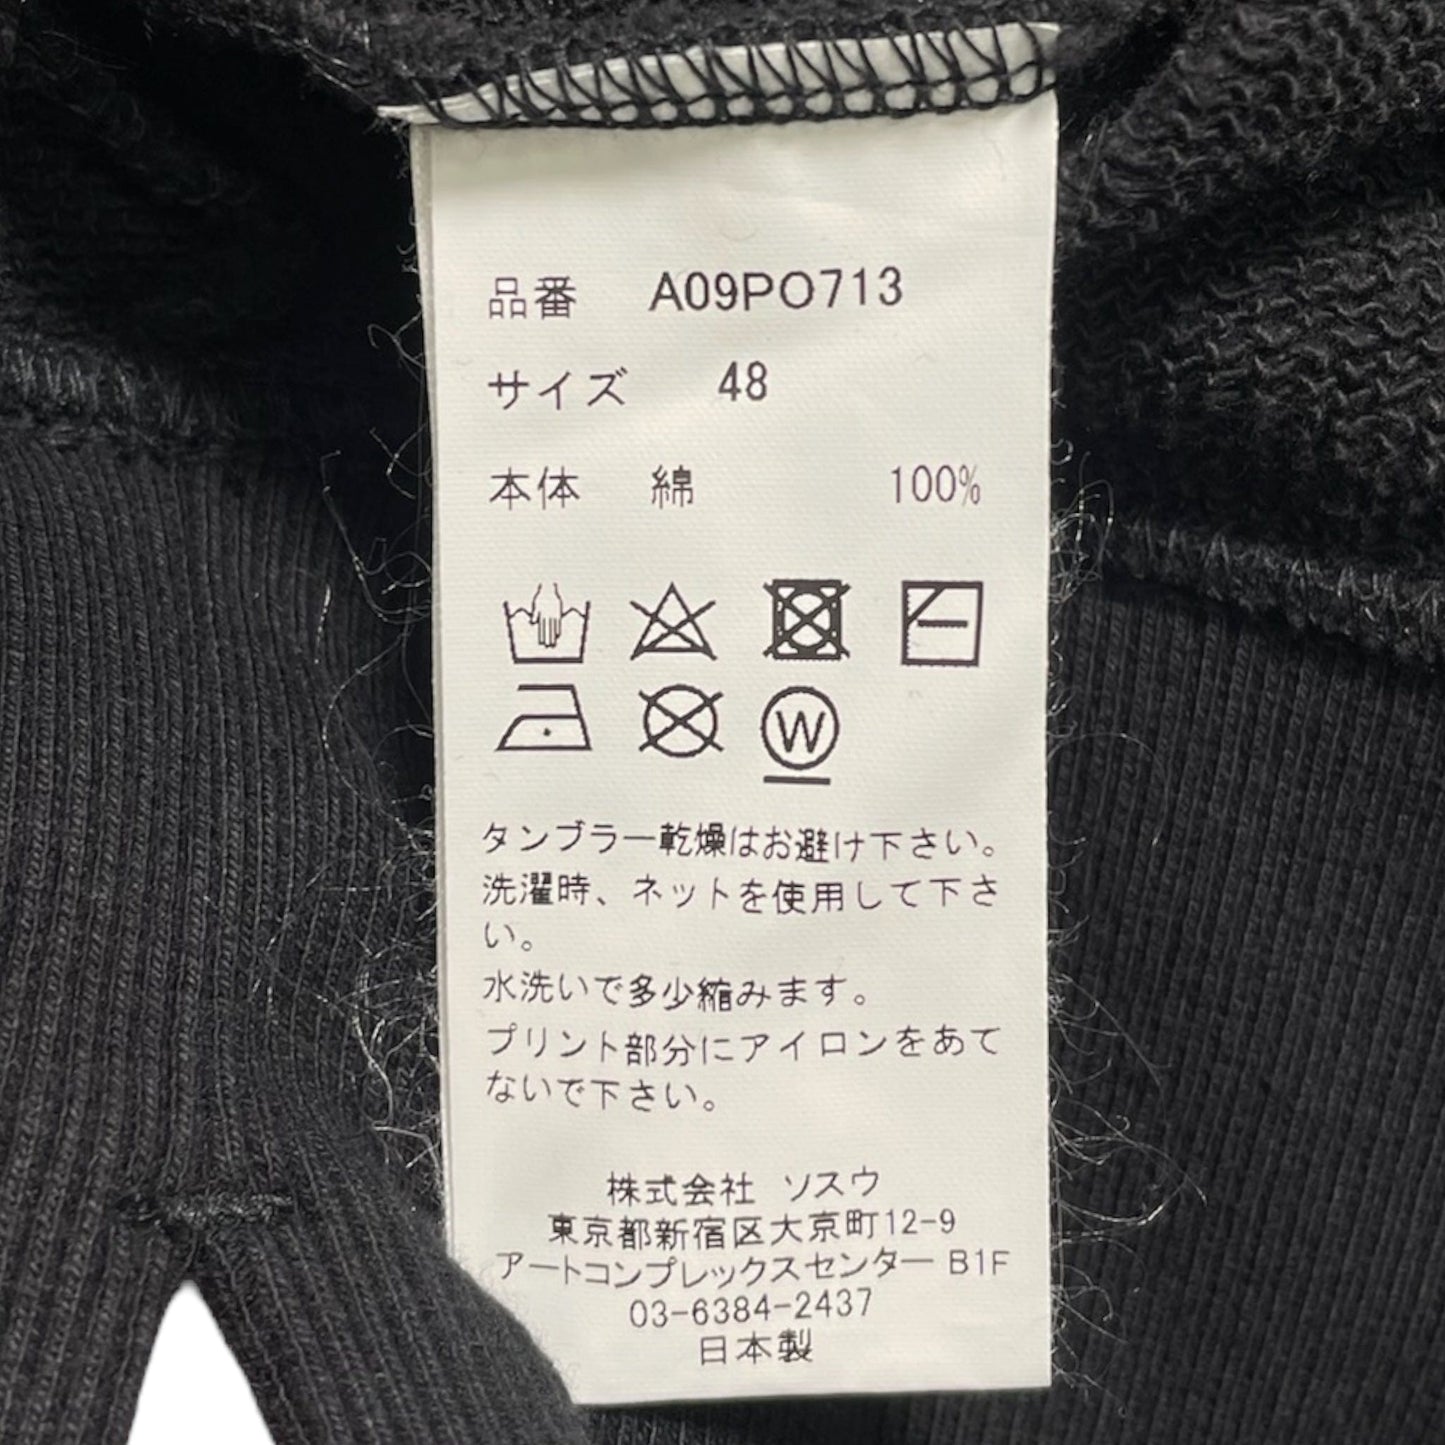 品番 A09PO713
サイズ 48
本体 綿 100%
W
タンブラー乾燥はお避け下さい。
洗濯時、ネットを使用して下さ
い。
水洗いで多少縮みます。
プリント部分にアイロンをあて
ないで下さい。
株式会社 ソスウ
東京都新宿区大京町12-9
アートコンプレックスセンター B1F
03-6384-2437
日本製